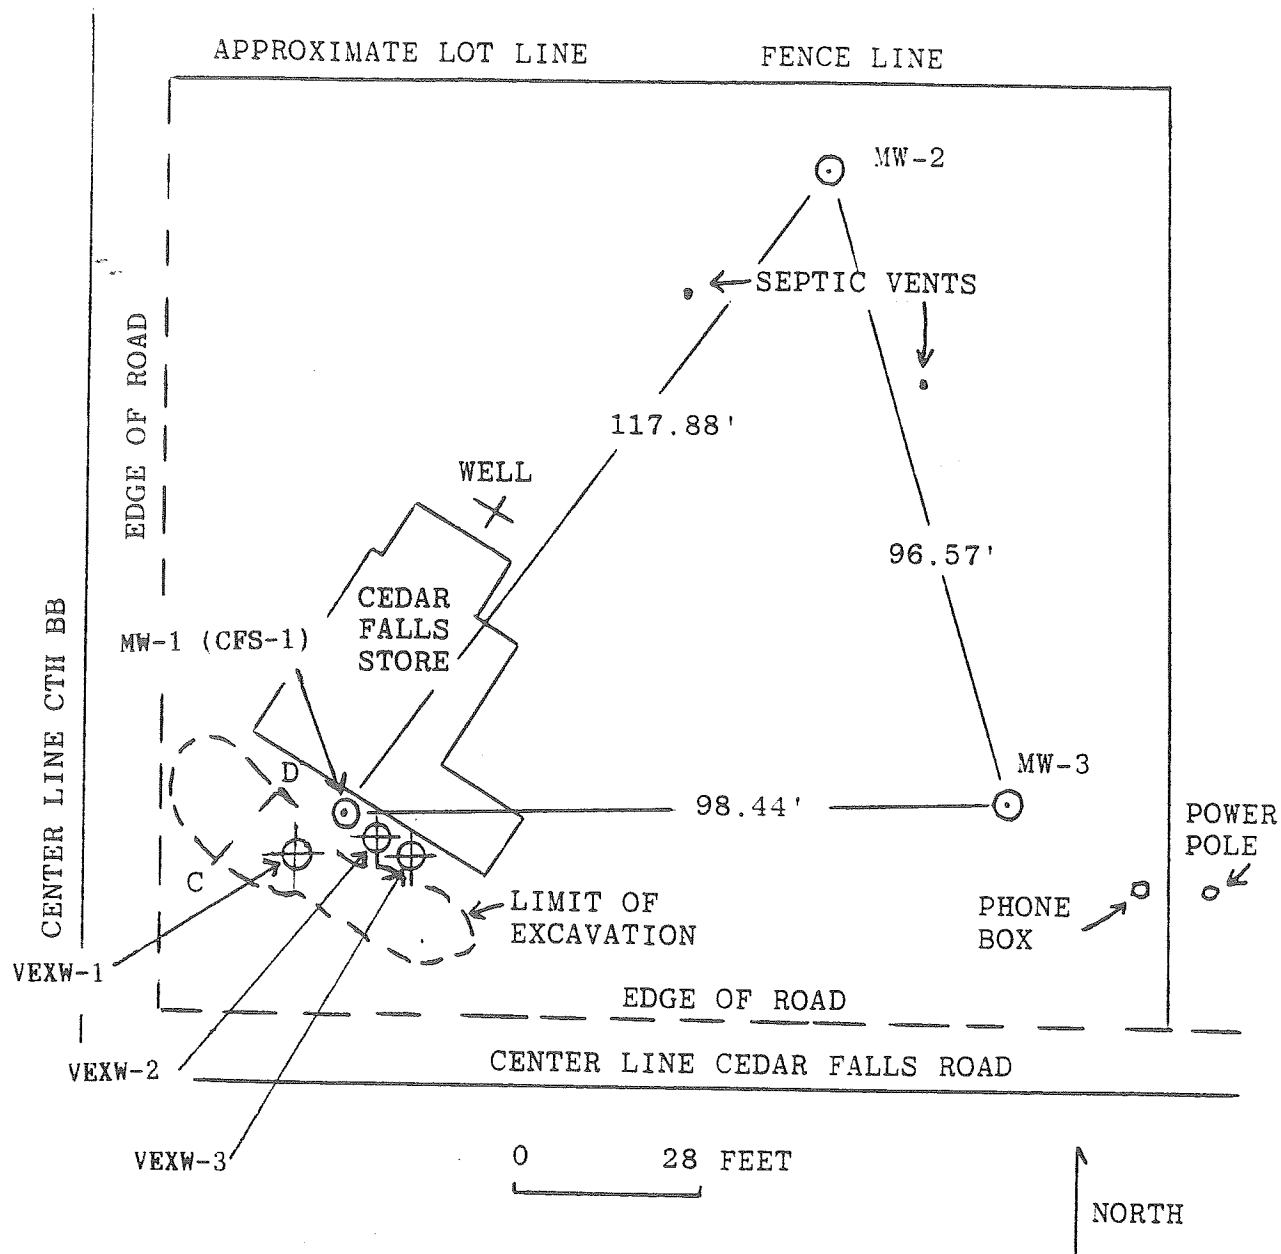 APPROXIMATE LOT LINE
FENCE LINE
MW-2
SEPTIC VENTS
EDGE OF ROAD
117.88'
WELL
96.57'
CEDAR
FALLS
STORE
MW-1 (CFS-1)
CENTER LINE CTH BB
D
MW-3
98.44'
POWER
POLE
C
LIMIT OF
EXCAVATION
PHONE
BOX
VEXW-1
EDGE OF ROAD
VEXW-2
CENTER LINE CEDAR FALLS ROAD
VEXW-3
0 28 FEET
NORTH